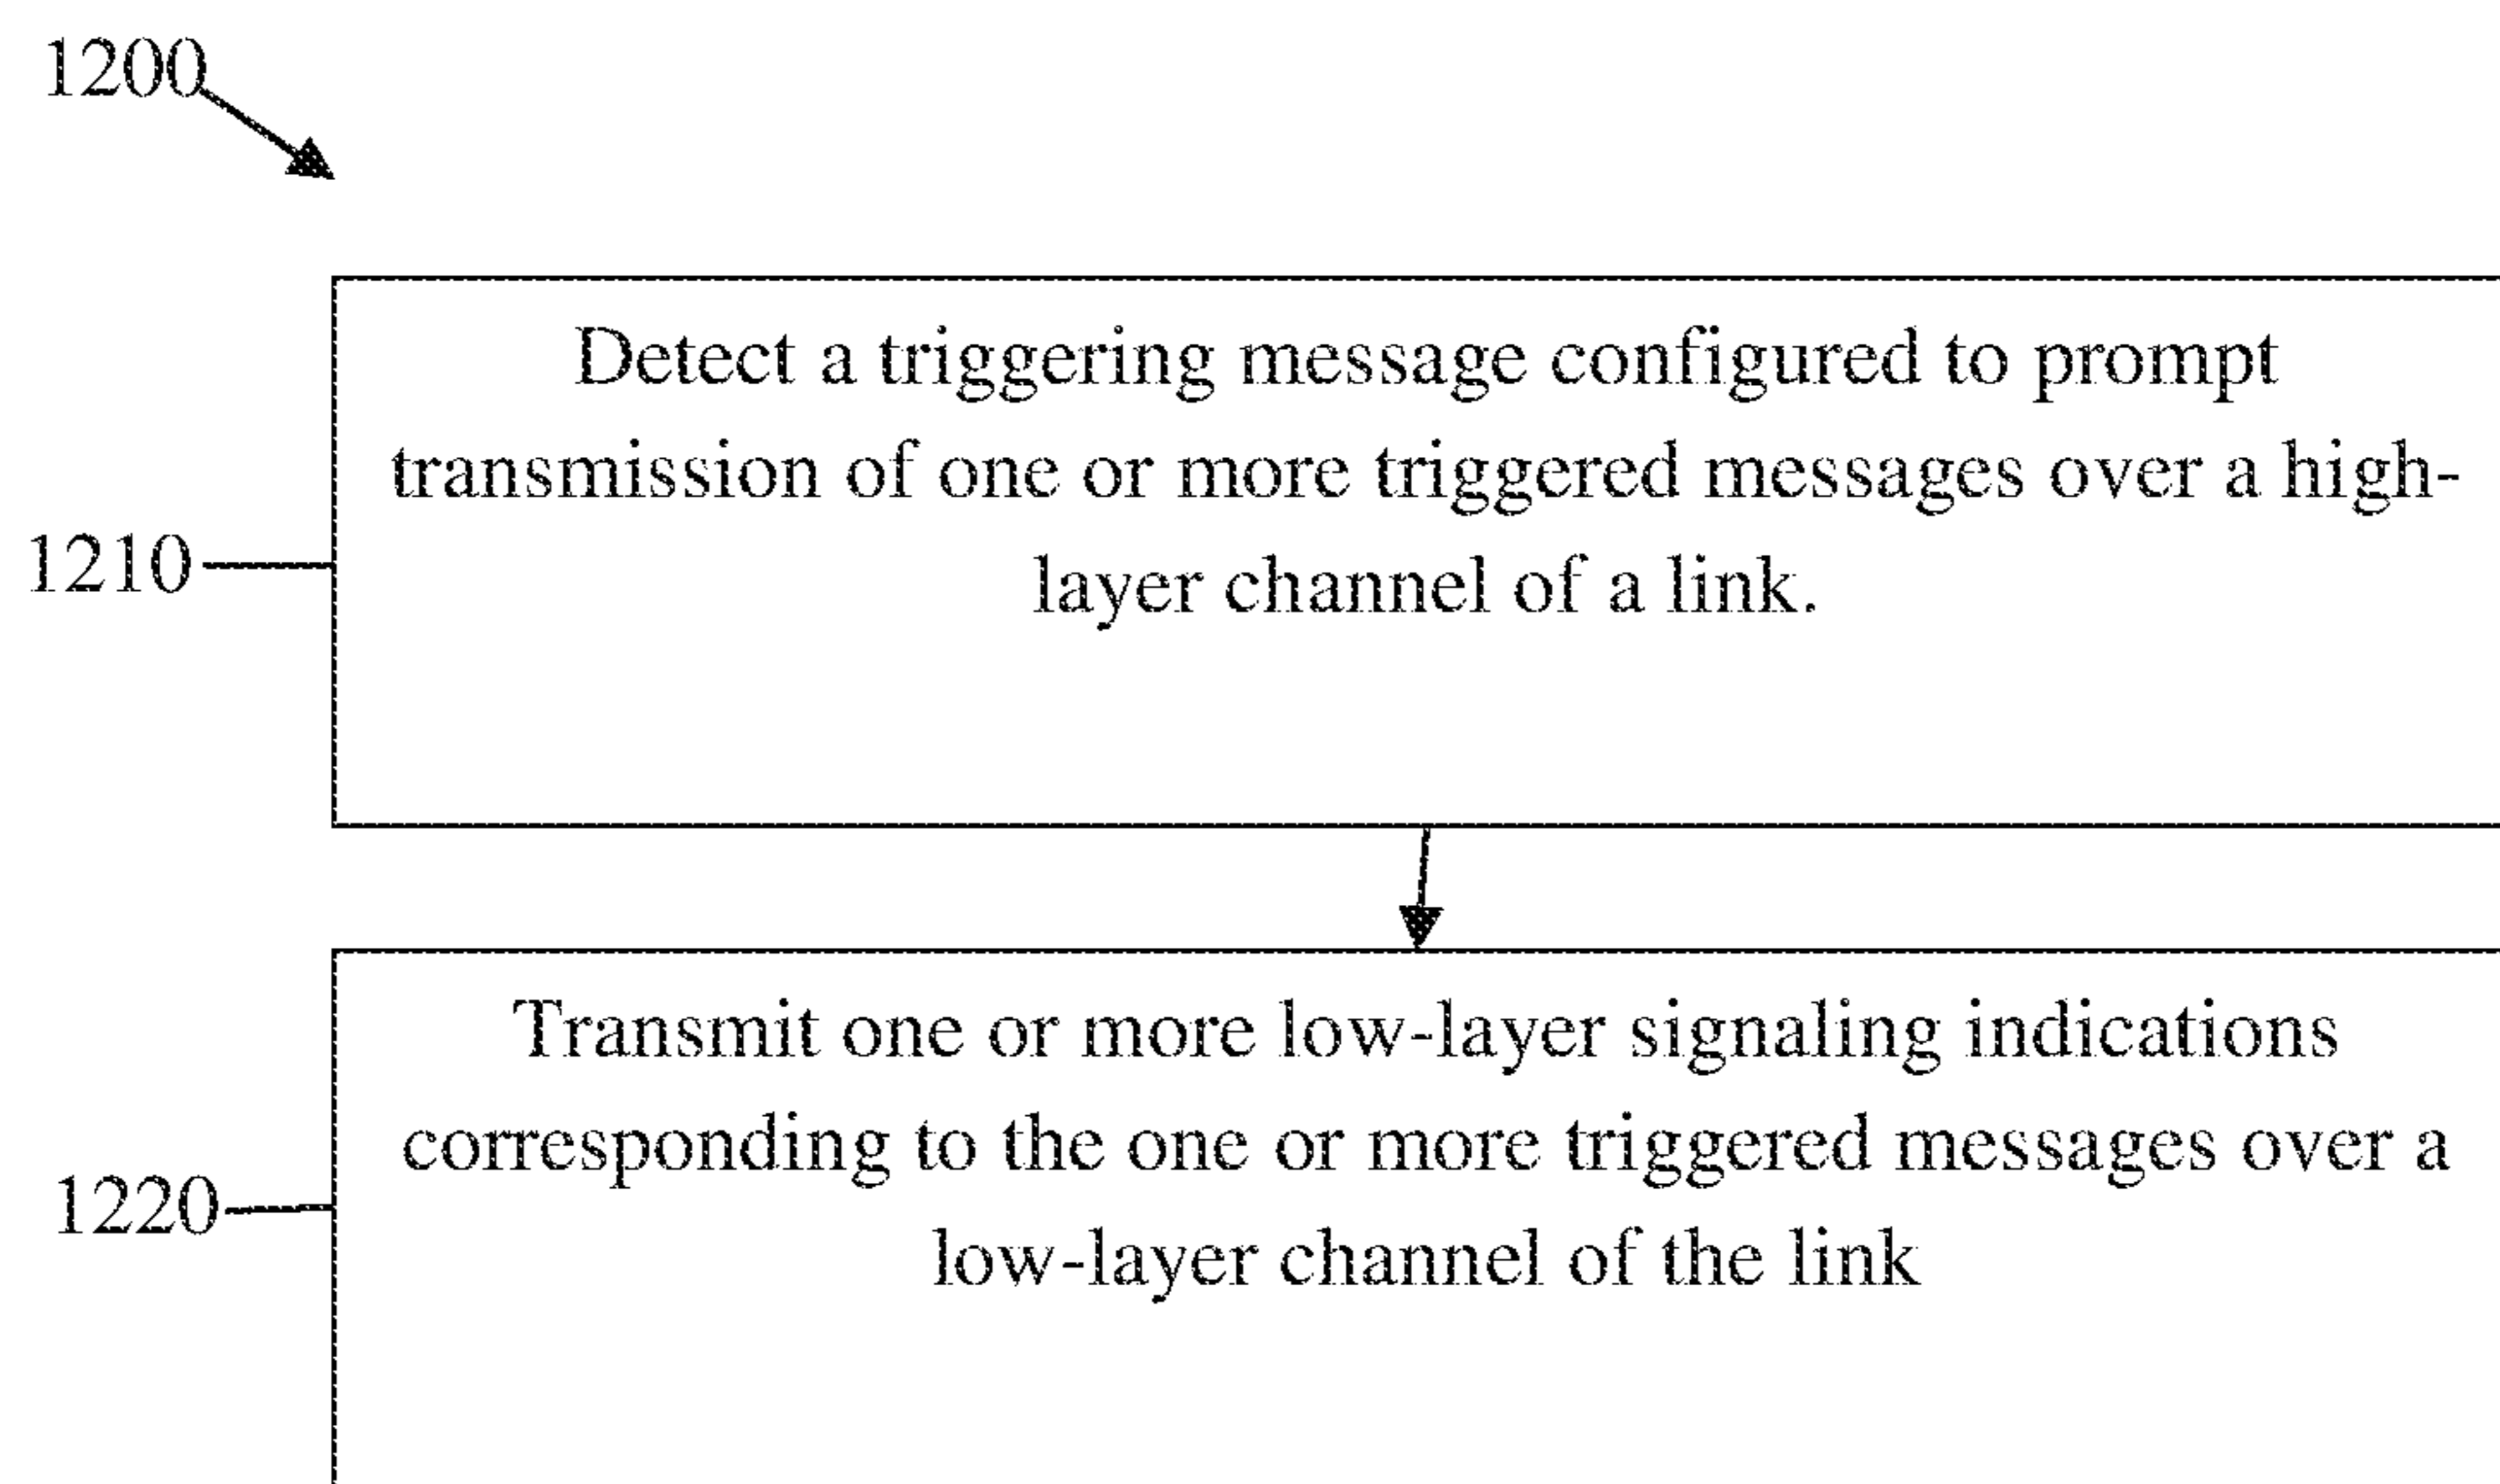 1200
Detect a triggering message configured to prompt
transmission of one or more triggered messages over a high-
layer channel of a link.
1210
Transmit one or more low-layer signaling indications
corresponding to the one or more triggered messages over a
low-layer channel of the link
1220